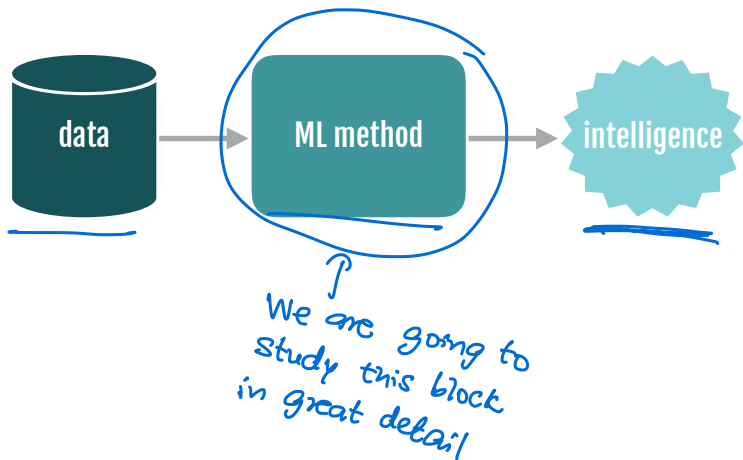 data
ML method
intelligence
We are going to
study this block
in great detail